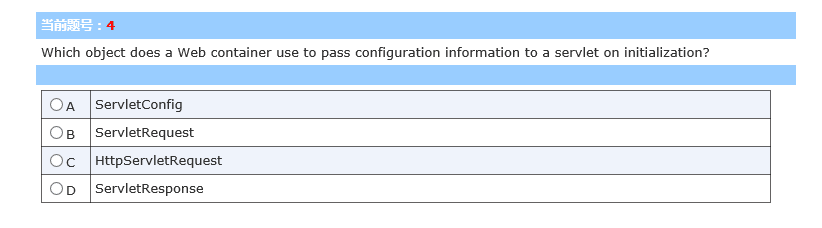 当前题号：4
Which object does a Web container use to pass configuration information to a servlet on initialization?
A ServletConfig
B ServletRequest
C HttpServletRequest
D ServletResponse